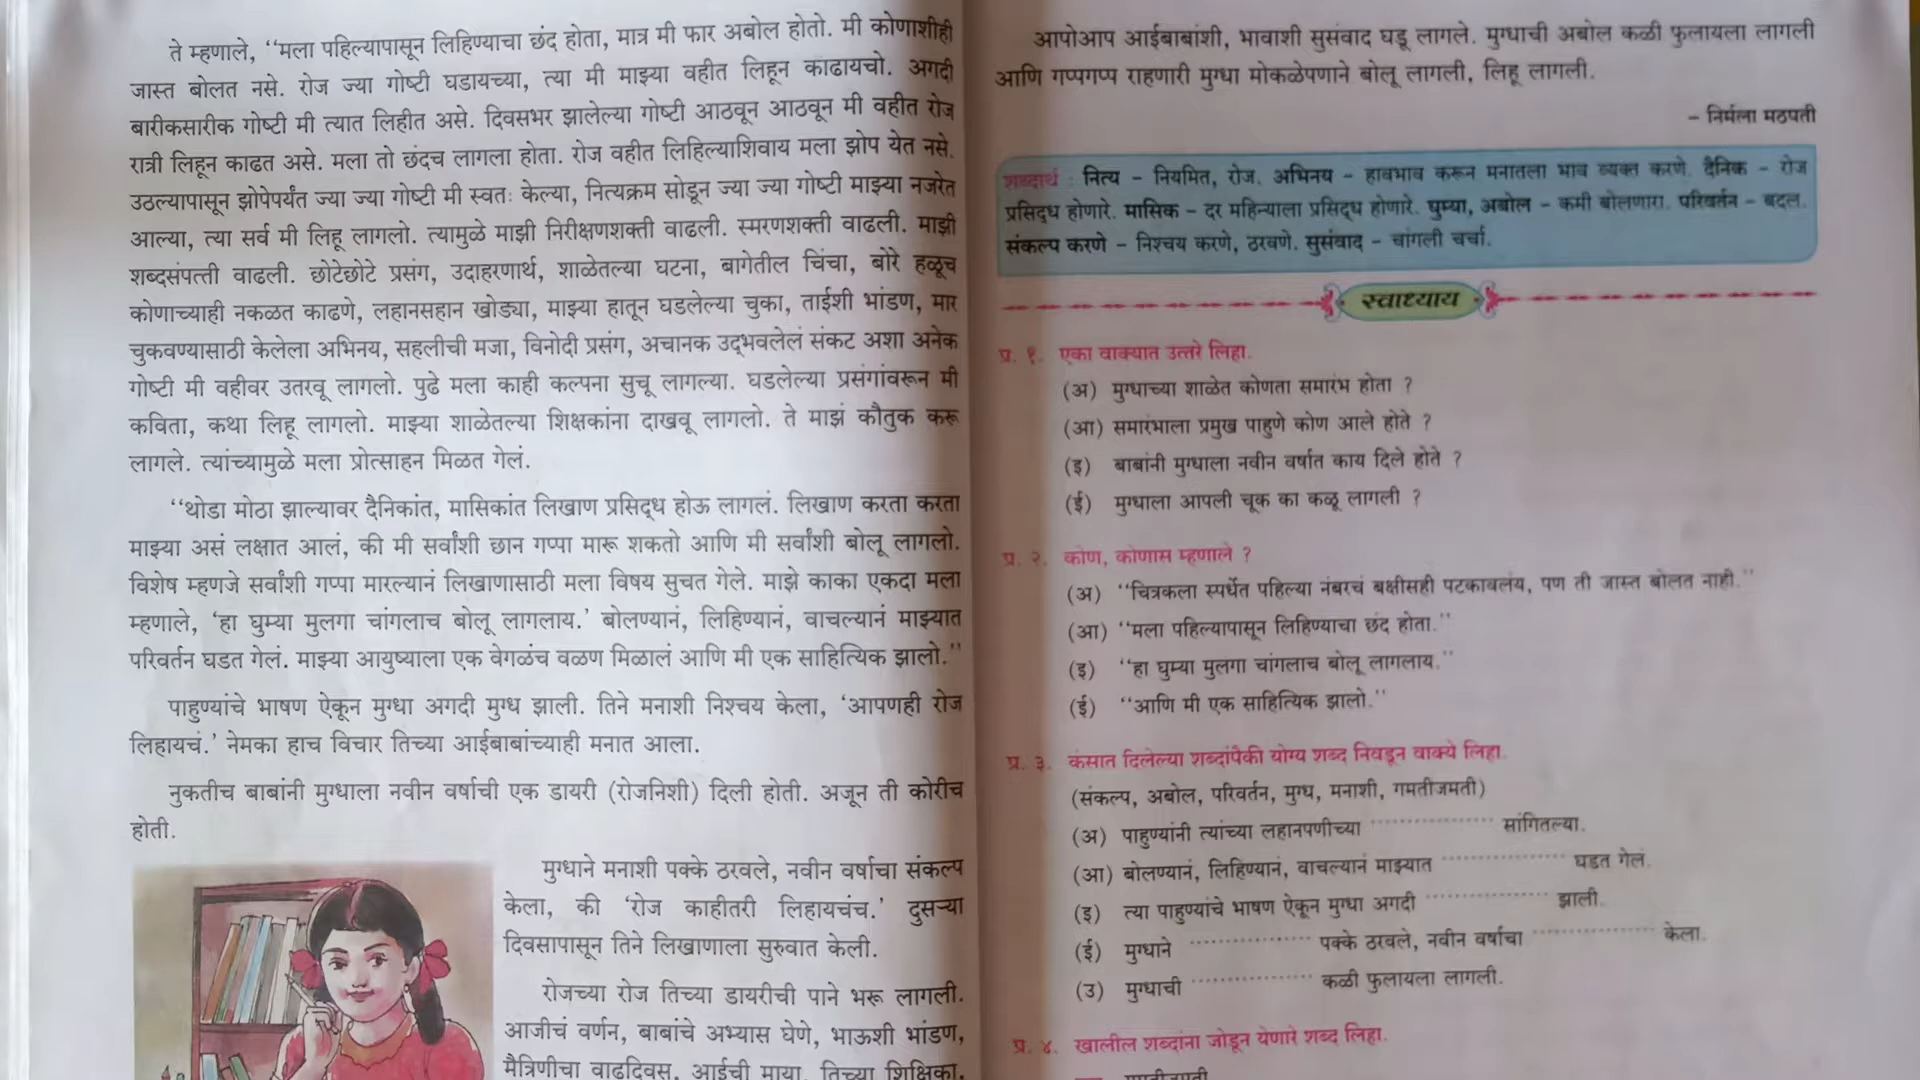 ते म्हणाले, ‘‘मला पहिल्यापासून लिहिण्याचा छंद होता, मात्र मी फार अबोल होतो. मी कोणाशीही
जास्त बोलत नसे. रोज ज्या गोष्टी घडायच्या, त्या मी माझ्या वहीत लिहून काढायचो. अगदी
बारीकसारीक गोष्टी मी त्यात लिहीत असे. दिवसभर झालेल्या गोष्टी आठवून आठवून मी वहीत रोज
रात्री लिहून काढत असे. मला तो छंदच लागला होता. रोज वहीत लिहिल्याशिवाय मला झोप येत नसे.
उठल्यापासून झोपेपर्यंत ज्या ज्या गोष्टी मी स्वतः केल्या, नित्यक्रम सोडून ज्या ज्या गोष्टी माझ्या नजरेत
आल्या, त्या सर्व मी लिहू लागलो. त्यामुळे माझी निरीक्षणशक्ती वाढली. स्मरणशक्ती वाढली. माझी
शब्दसंपत्ती वाढली. छोटेछोटे प्रसंग, उदाहरणार्थ, शाळेतल्या घटना, बागेतील चिंचा, बोरे हळूच
कोणाच्याही नकळत काढणे, लहानसहान खोड्या, माझ्या हातून घडलेल्या चुका, ताईशी भांडण, मार
चुकवण्यासाठी केलेला अभिनय, सहलीची मजा, विनोदी प्रसंग, अचानक उद्‌भवलेलं संकट अशा अनेक
गोष्टी मी वहीवर उतरवू लागलो. पुढे मला काही कल्पना सुचू लागल्या. घडलेल्या प्रसंगांवरून मी
कविता, कथा लिहू लागलो. माझ्या शाळेतल्या शिक्षकांना दाखवू लागलो. ते माझं कौतुक करू
लागले. त्यांच्यामुळे मला प्रोत्साहन मिळत गेलं.
‘‘थोडा मोठा झाल्यावर दैनिकांत, मासिकांत लिखाण प्रसिद्ध होऊ लागलं. लिखाण करता करता
माझ्या असं लक्षात आलं, की मी सर्वांशी छान गप्पा मारू शकतो आणि मी सर्वांशी बोलू लागलो.
विशेष म्हणजे सर्वांशी गप्पा मारल्यानं लिखाणासाठी मला विषय सुचत गेले. माझे काका एकदा मला
म्हणाले, ‘हा घुम्या मुलगा चांगलाच बोलू लागलाय.’ बोलण्यानं, लिहिण्यानं, वाचल्यानं माझ्यात
परिवर्तन घडत गेलं. माझ्या आयुष्याला एक वेगळंच वळण मिळालं आणि मी एक साहित्यिक झालो.’’
पाहुण्यांचे भाषण ऐकून मुग्धा अगदी मुग्ध झाली. तिने मनाशी निश्चय केला, ‘आपणही रोज
लिहायचं.’ नेमका हाच विचार तिच्या आईबाबांच्याही मनात आला.
नुकतीच बाबांनी मुग्धाला नवीन वर्षाची एक डायरी (रोजनिशी) दिली होती. अजून ती कोरीच
होती.
मुग्धाने मनाशी पक्के ठरवले, नवीन वर्षाचा संकल्प
केला, की ‘रोज काहीतरी लिहायचंच.’ दुसऱ्या
दिवसापासून तिने लिखाणाला सुरुवात केली.
रोजच्या रोज तिच्या डायरीची पाने भरू लागली.
आजीचं वर्णन, बाबांचे अभ्यास घेणे, भाऊशी भांडण,
मैत्रिणीचा वाढदिवस, आईची माया, तिच्या शिक्षिका,
आपोआप आईबाबांशी, भावाशी सुसंवाद घडू लागले. मुग्धाची अबोल कळी फुलायला लागली
आणि गप्पगप्प राहणारी मुग्धा मोकळेपणाने बोलू लागली, लिहू लागली.
– निर्मला मठपती
शब्दार्थ : नित्य – नियमित, रोज. अभिनय – हावभाव करून मनातला भाव व्यक्त करणे. दैनिक – रोज
प्रसिद्ध होणारे. मासिक – दर महिन्याला प्रसिद्ध होणारे. घुम्या, अबोल – कमी बोलणारा. परिवर्तन – बदल.
संकल्प करणे – निश्चय करणे, ठरवणे. सुसंवाद – चांगली चर्चा.
स्वाध्याय
प्र. १. एका वाक्यात उत्तरे लिहा.
(अ) मुग्धाच्या शाळेत कोणता समारंभ होता ?
(आ) समारंभाला प्रमुख पाहुणे कोण आले होते ?
(इ) बाबांनी मुग्धाला नवीन वर्षात काय दिले होते ?
(ई) मुग्धाला आपली चूक का कळू लागली ?
प्र. २. कोण, कोणास म्हणाले ?
(अ) ‘‘चित्रकला स्पर्धेत पहिल्या नंबरचं बक्षीसही पटकावलंय, पण ती जास्त बोलत नाही.’’
(आ) ‘‘मला पहिल्यापासून लिहिण्याचा छंद होता.’’
(इ) ‘‘हा घुम्या मुलगा चांगलाच बोलू लागलाय.’’
(ई) ‘‘आणि मी एक साहित्यिक झालो.’’
प्र. ३. कंसात दिलेल्या शब्दांपैकी योग्य शब्द निवडून वाक्ये लिहा.
(संकल्प, अबोल, परिवर्तन, मुग्ध, मनाशी, गमतीजमती)
(अ) पाहुण्यांनी त्यांच्या लहानपणीच्या ................. सांगितल्या.
(आ) बोलण्यानं, लिहिण्यानं, वाचल्यानं माझ्यात ................. घडत गेलं.
(इ) त्या पाहुण्यांचे भाषण ऐकून मुग्धा अगदी ................. झाली.
(ई) मुग्धाने ................. पक्के ठरवले, नवीन वर्षाचा ................. केला.
(उ) मुग्धाची ................. कळी फुलायला लागली.
प्र. ४. खालील शब्दांना जोडून येणारे शब्द लिहा.